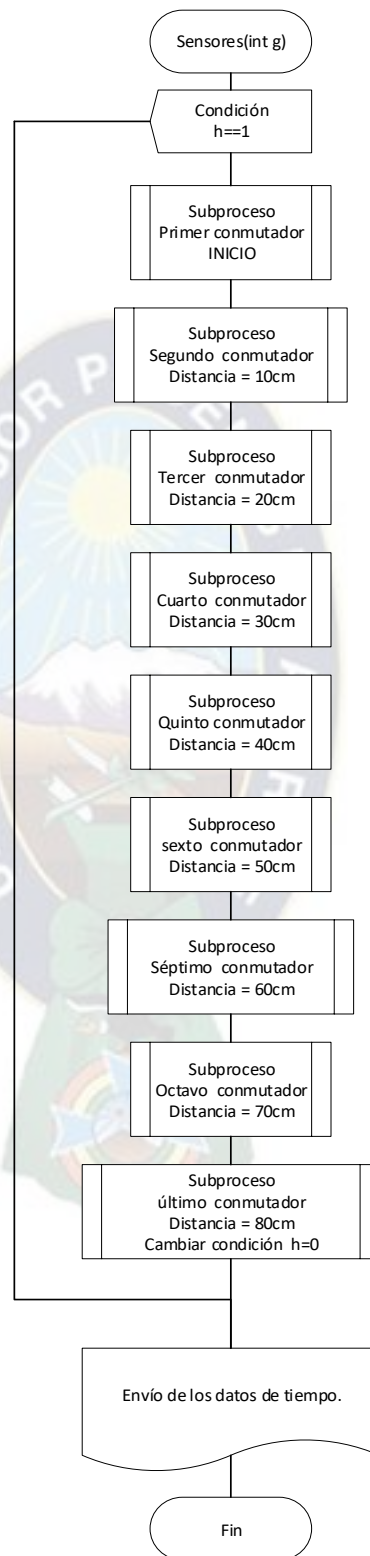 Sensores(int g)
Condición
h==1
Subproceso
Primer conmutador
INICIO
Subproceso
Segundo conmutador
Distancia = 10cm
Subproceso
Tercer conmutador
Distancia = 20cm
Subproceso
Cuarto conmutador
Distancia = 30cm
Subproceso
Quinto conmutador
Distancia = 40cm
Subproceso
sexto conmutador
Distancia = 50cm
Subproceso
Séptimo conmutador
Distancia = 60cm
Subproceso
Octavo conmutador
Distancia = 70cm
Subproceso
último conmutador
Distancia = 80cm
Cambiar condición h=0
Envío de los datos de tiempo.
Fin